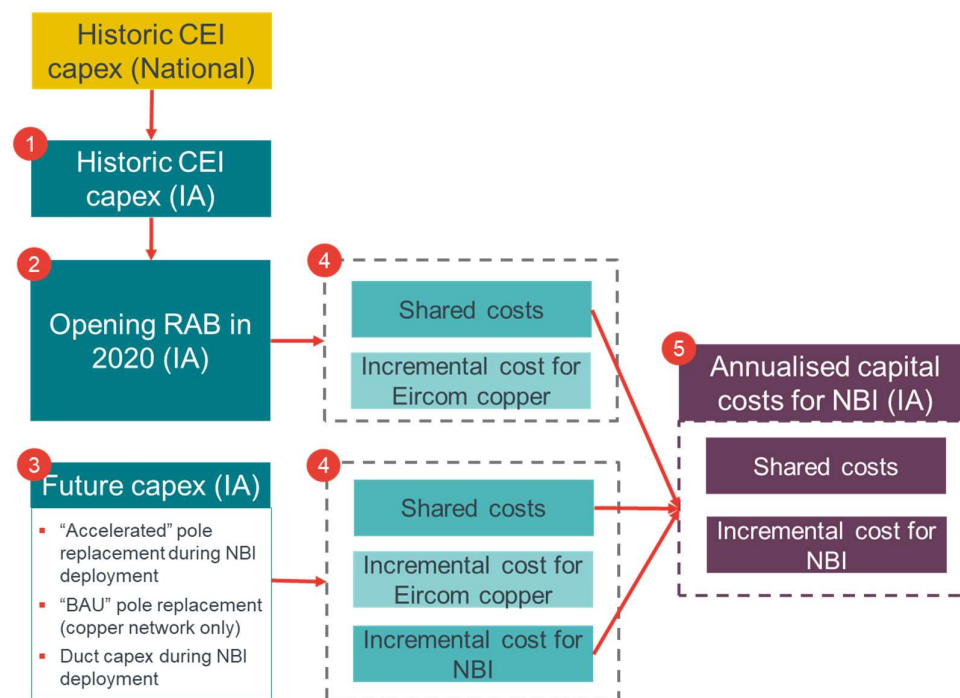 Historic CEI
capex (National)
1
Historic CEI
capex (IA)
2
Opening RAB in
2020 (IA)
4
Shared costs
Incremental cost for
Eircom copper
3
Future capex (IA)
▪ “Accelerated” pole
replacement during NBI
deployment
▪ “BAU” pole replacement
(copper network only)
▪ Duct capex during NBI
deployment
4
Shared costs
Incremental cost for
Eircom copper
Incremental cost for
NBI
5
Annualised capital
costs for NBI (IA)
Shared costs
Incremental cost for
NBI